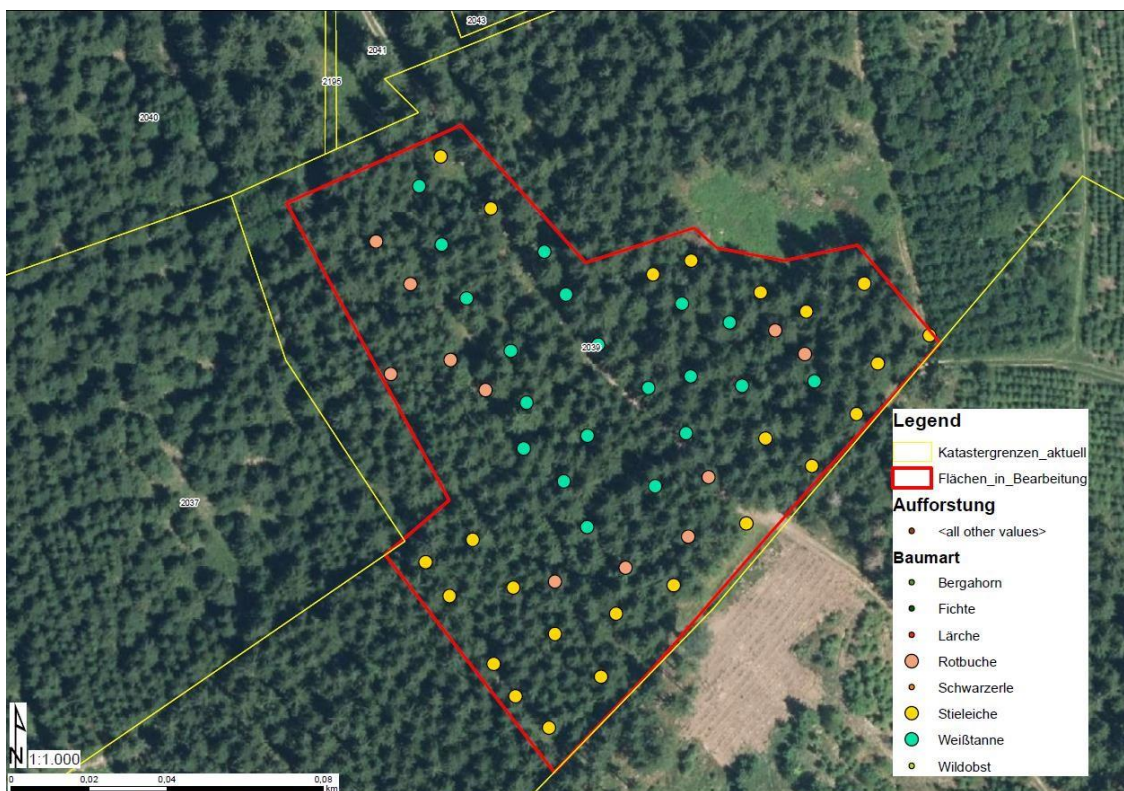 2043
2041
2195
2040
2039
2037
Legend
Katastergrenzen_aktuell
Flächen_in_Bearbeitung
Aufforstung
<all other values>
Baumart
Bergahorn
Fichte
Lärche
Rotbuche
Schwarzerle
Stieleiche
Weißtanne
Wildobst
N
1:1.000
0 0,02 0,04 0,08
km